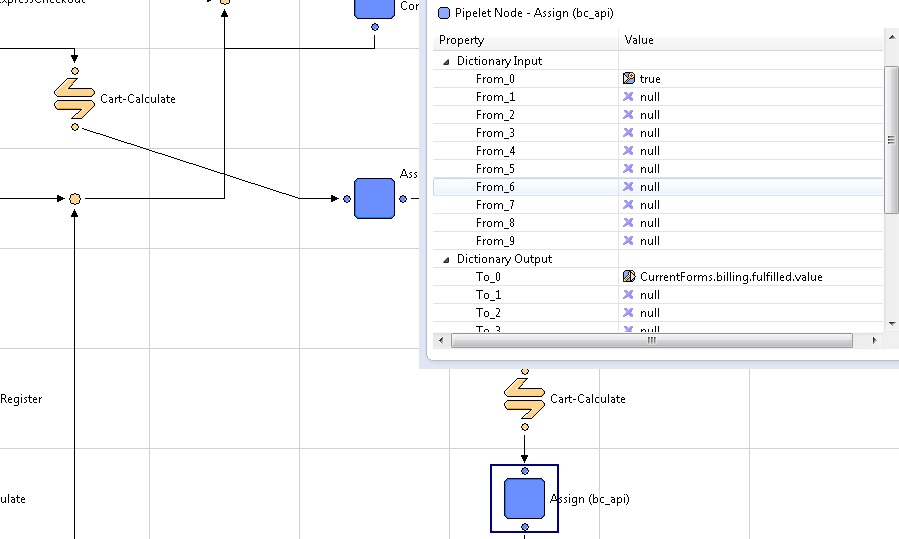 xpressCheckout
Con
Cart-Calculate
Ass
Register
ulate
Pipelet Node - Assign (bc_api)
Property Value
Dictionary Input
From_0 true
From_1 null
From_2 null
From_3 null
From_4 null
From_5 null
From_6 null
From_7 null
From_8 null
From_9 null
Dictionary Output
To_0 CurrentForms.billing.fulfilled.value
To_1 null
To_2 null
To_3 null
Cart-Calculate
Assign (bc_api)